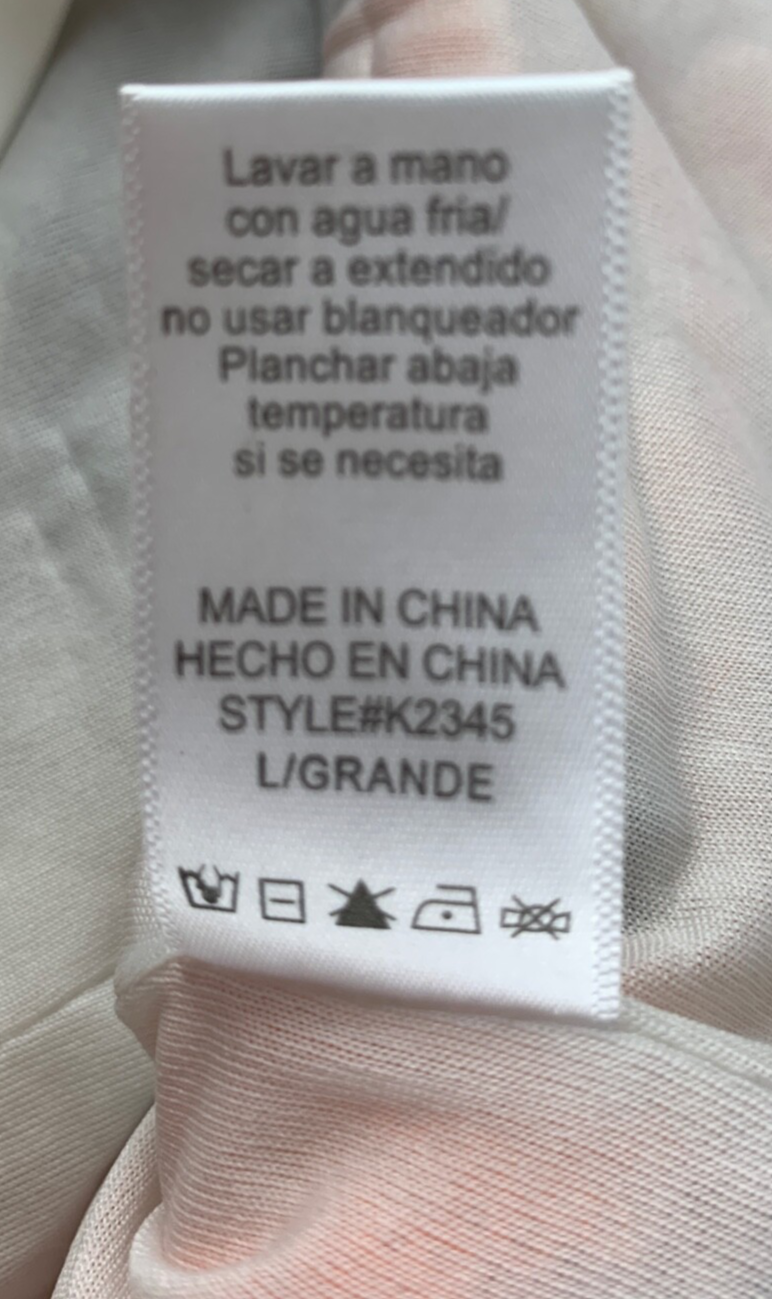 Lavar a mano
con agua fria/
secar a extendido
no usar blanqueador
Planchar abaja
temperatura
si se necesita
MADE IN CHINA
HECHO EN CHINA
STYLE#K2345
L/GRANDE